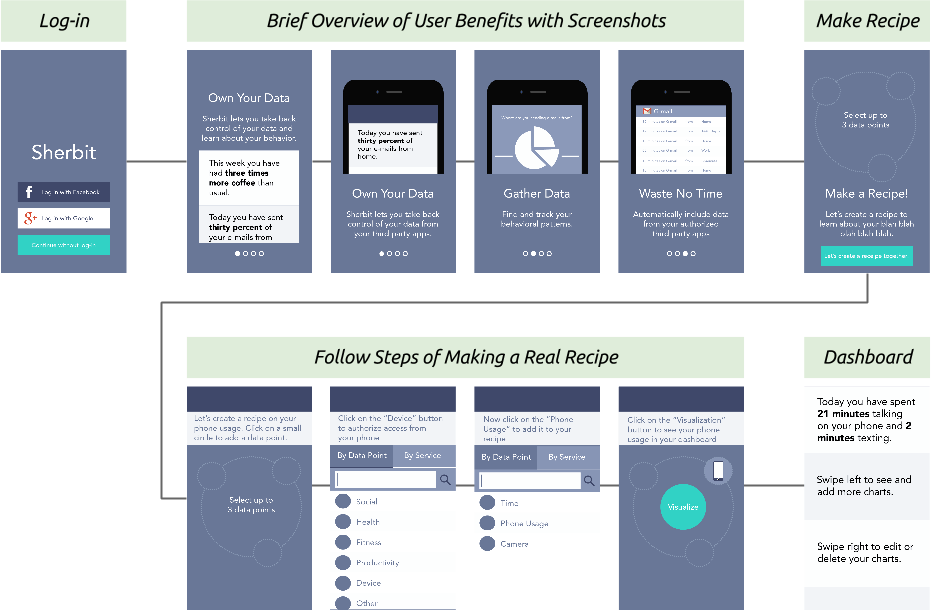 Log-in
Brief Overview of User Benefits with Screenshots
Make Recipe
Sherbit
f Log in with Facebook
g+ Log in with Google
Continue without log-in
Own Your Data
Sherbit lets you take back
control of your data and
learn about your behavior.
This week you have
had three times
more coffee than
usual.
Today you have sent
thirty percent of
your e-mails from
Today you have sent
thirty percent of
your e-mails from
home.
Own Your Data
Sherbit lets you take back
control of your data from
your third party apps.
Where are you sending e-mails from?
Gather Data
Find and track your
behavioral patterns.
Gmail
Waste No Time
Automatically include data
from your authorized
third party apps
Select up to
3 data points
Make a Recipe!
Let's create a recipe to
learn about your blah blah
blah blah blah.
Let's create a receipe together
Follow Steps of Making a Real Recipe
Dashboard
Let's create a recipe on your
phone usage. Click on a small
circle to add a data point.
Select up to
3 data points
Click on the "Device" button
to authorize access from
your phone
By Data Point By Service
Social
Health
Fitness
Productivity
Device
Other
Now click on the "Phone
Usage" to add it to your
recipe
By Data Point By Service
Time
Phone Usage
Camera
Click on the "Visualization"
button to see your phone
usage in your dashboard
Visualize
Today you have spent
21 minutes talking
on your phone and 2
minutes texting.
Swipe left to see and
add more charts.
Swipe right to edit or
delete your charts.